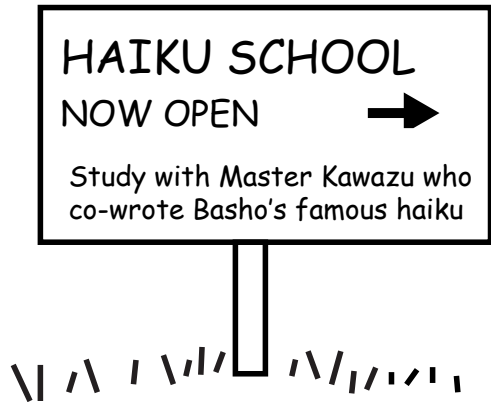 HAIKU SCHOOL
NOW OPEN
Study with Master Kawazu who
co-wrote Basho's famous haiku